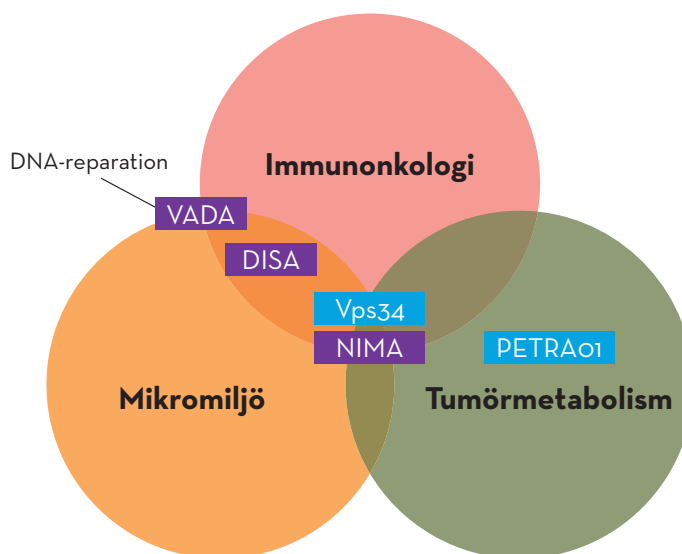 Immunonkologi
DNA-reparation
VADA
DISA
Vps34
NIMA
PETRA01
Mikromiljö
Tumörmetabolism